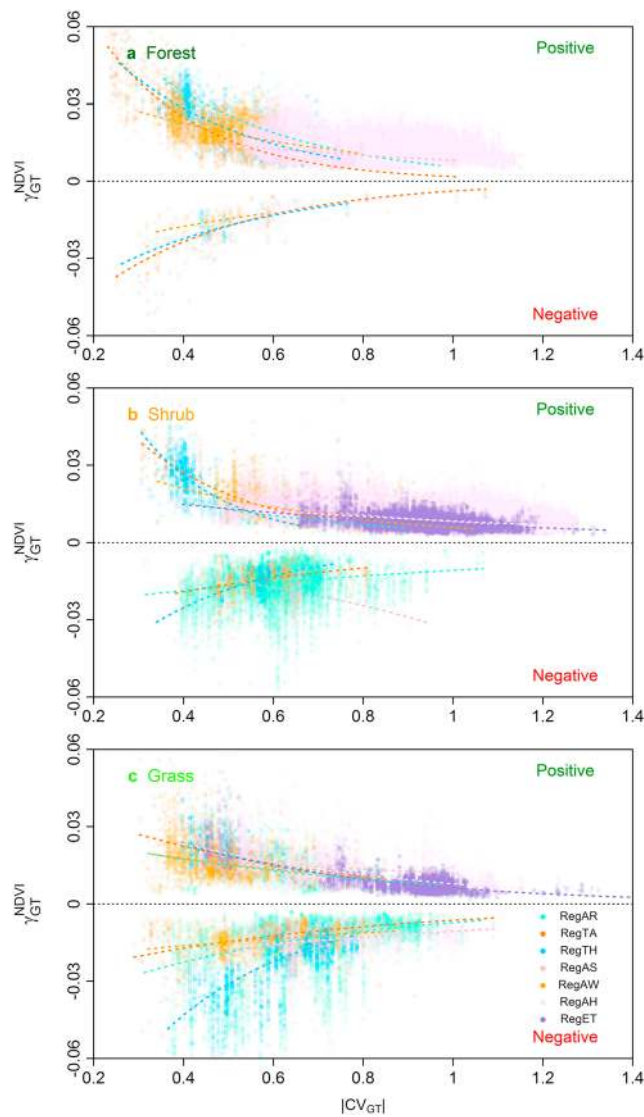 0.06
0.03
0
-0.03
-0.06
γ_GT^NDVI
a Forest
Positive
Negative
0.2 0.4 0.6 0.8 1 1.2 1.4
0.06
0.03
0
-0.03
-0.06
γ_GT^NDVI
b Shrub
Positive
Negative
0.2 0.4 0.6 0.8 1 1.2 1.4
0.06
0.03
0
-0.03
-0.06
γ_GT^NDVI
c Grass
Positive
RegAR
RegTA
RegTH
RegAS
RegAW
RegAH
RegET
Negative
0.2 0.4 0.6 0.8 1 1.2 1.4
|CV_GT|